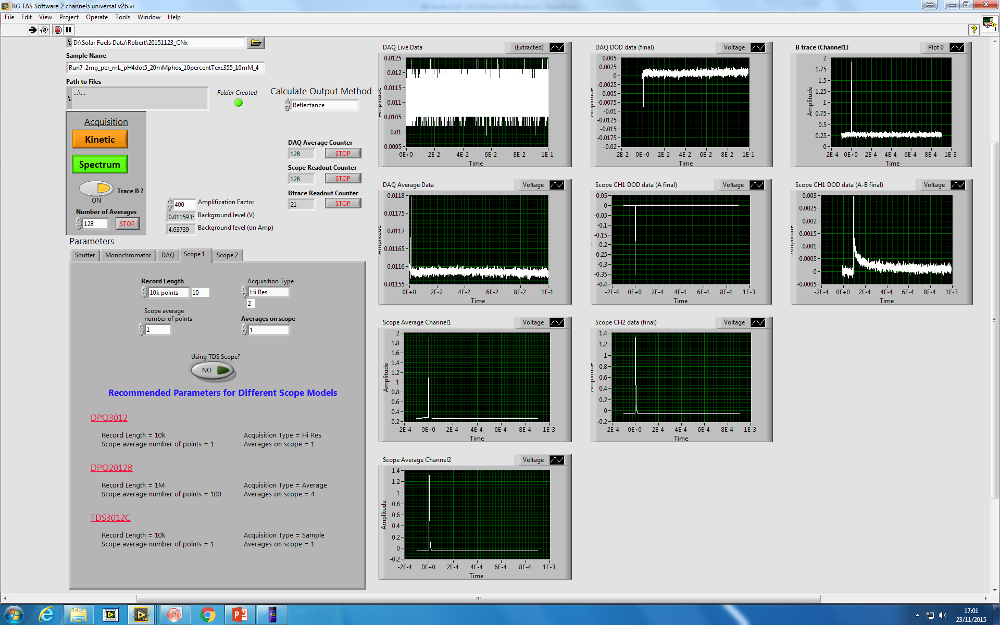 RG TAS Software 2 channels universal v2b.vi
File Edit View Project Operate Tools Window Help
D:\Solar Fuels Data\Robert\20151123_CNx
Sample Name
Run7-2mg_per_mL_pH4dot5_20mMphos_10percentTexc355_10mM_4
Path to Files
...\...
Folder Created
Calculate Output Method
Reflectance
Acquisition
Kinetic
Spectrum
Trace B ?
ON
Number of Averages
128 STOP
DAQ Average Counter
128 STOP
Scope Readout Counter
128 STOP
Btrace Readout Counter
21 STOP
400 Amplification Factor
Background level (V)
4.63739 Background level (on Amp)
Parameters
Shutter Monochromator DAQ Scope 1 Scope 2
Record Length
10k points 10
Acquisition Type
Hi Res
2
Scope average
number of points
1
Averages on scope
1
Using TDS Scope?
NO
Recommended Parameters for Different Scope Models
DPO3012
Record Length = 10k Acquisition Type = Hi Res
Scope average number of points = 1 Averages on scope = 1
DPO2012B
Record Length = 1M Acquisition Type = Average
Scope average number of points = 100 Averages on scope = 4
TDS3012C
Record Length = 10k Acquisition Type = Sample
Scope average number of points = 1 Averages on scope = 1
DAQ Live Data (Extracted)
Amplitude
0.0125
0.012
0.0115
0.011
0.0105
0.01
0.0095
0E+0 2E-2 4E-2 6E-2 8E-2 1E-1
Time
DAQ DOD data (final) Voltage
Amplitude
0.005
0.0025
0
-0.0025
-0.005
-0.0075
-0.01
-0.0125
-0.015
-0.0175
-0.02
-2E-2 0E+0 2E-2 4E-2 6E-2 8E-2 1E-1
Time
B trace (Channel1) Plot 0
Amplitude
2
1.75
1.5
1.25
1
0.75
0.5
0.25
0
-2E-4 0E+0 2E-4 4E-4 6E-4 8E-4 1E-3
Time
DAQ Average Data Voltage
Amplitude
0.0118
0.01175
0.0117
0.01165
0.0116
0.01155
0E+0 2E-2 4E-2 6E-2 8E-2 1E-1
Time
Scope CH1 DOD data (A final) Voltage
Amplitude
0.05
0
-0.05
-0.1
-0.15
-0.2
-0.25
-0.3
-0.35
-0.4
-2E-4 0E+0 2E-4 4E-4 6E-4 8E-4 1E-3
Time
Scope CH1 DOD data (A-B final) Voltage
Amplitude
0.003
0.0025
0.002
0.0015
0.001
0.0005
0
-0.0005
-2E-4 0E+0 2E-4 4E-4 6E-4 8E-4 1E-3
Time
Scope Average Channel1 Voltage
Amplitude
2
1.8
1.6
1.4
1.2
1
0.8
0.6
0.4
0.2
-2E-4 0E+0 2E-4 4E-4 6E-4 8E-4 1E-3
Time
Scope CH2 data (final) Voltage
Amplitude
1.4
1.2
1
0.8
0.6
0.4
0.2
0
-0.2
-2E-4 0E+0 2E-4 4E-4 6E-4 8E-4 1E-3
Time
Scope Average Channel2 Voltage
Amplitude
1.4
1.2
1
0.8
0.6
0.4
0.2
0
-0.2
-2E-4 0E+0 2E-4 4E-4 6E-4 8E-4 1E-3
Time
17:01
23/11/2015